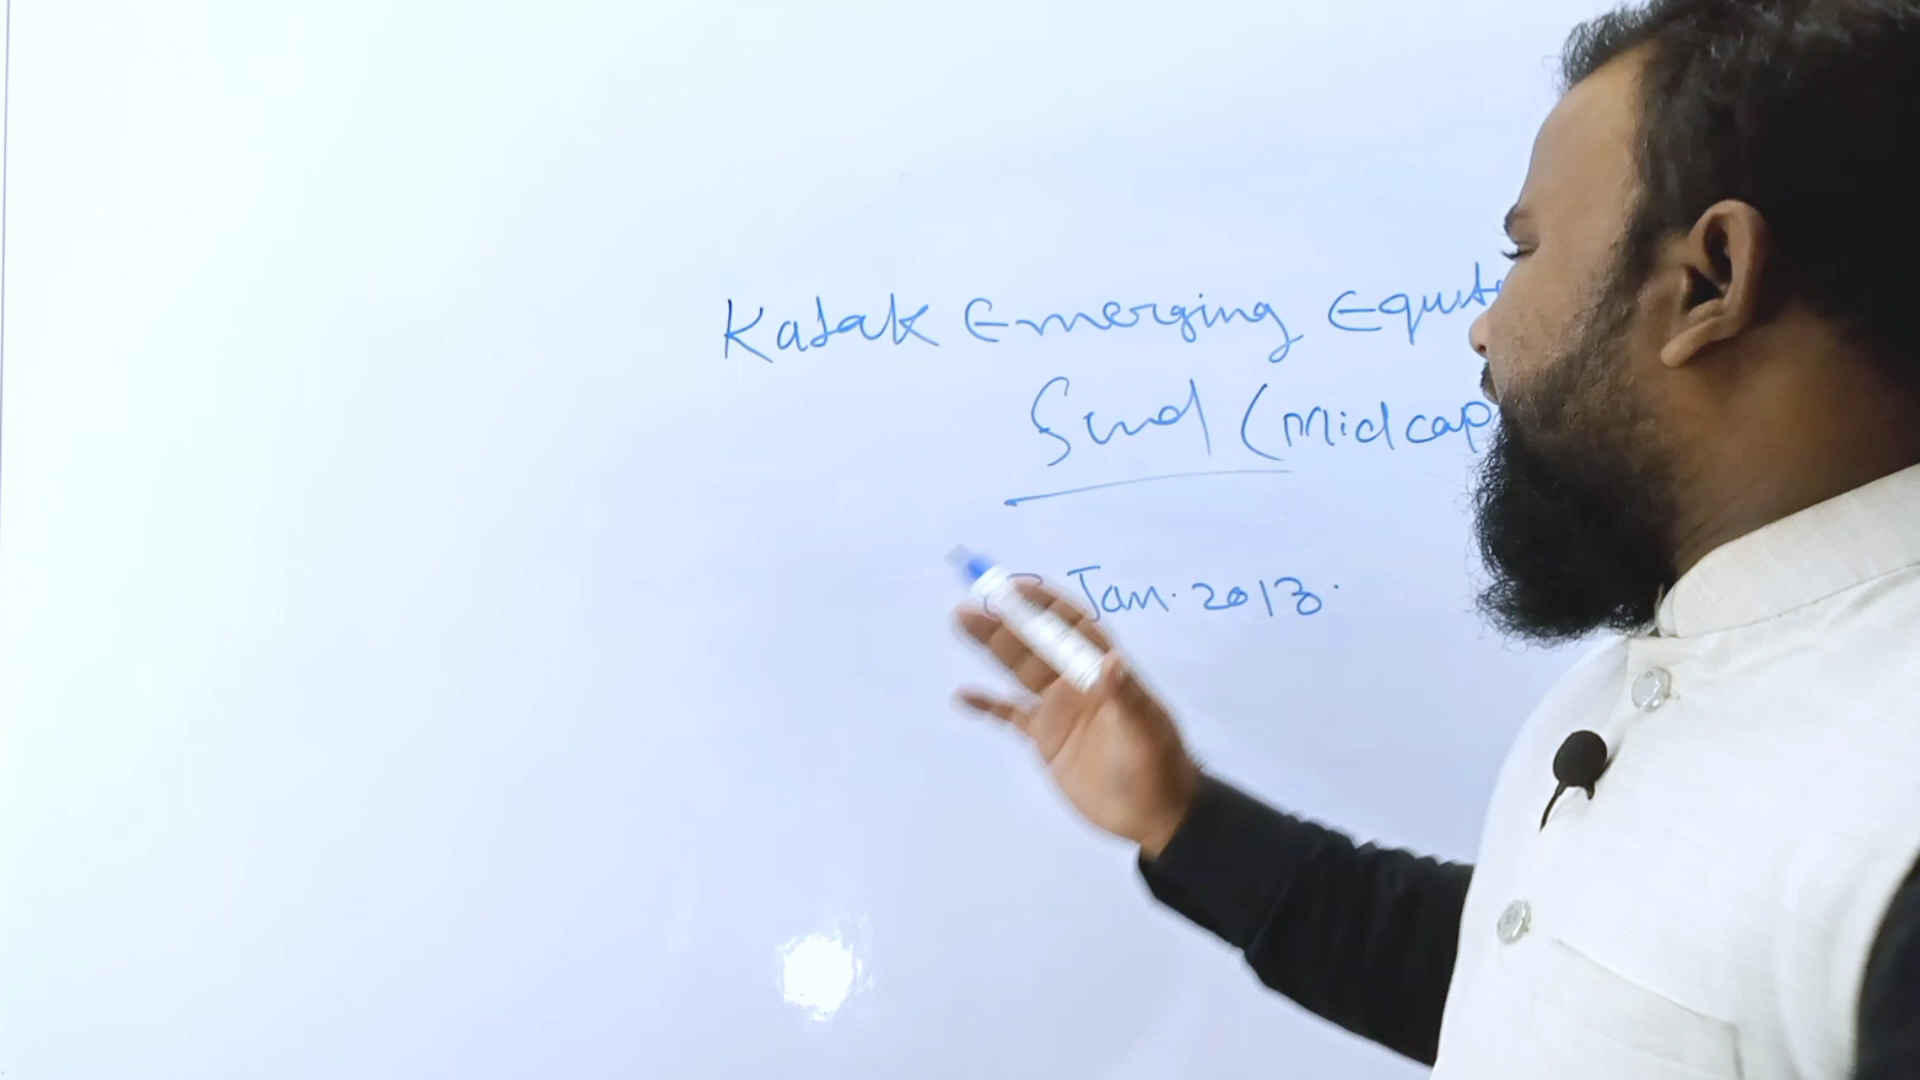 Kotak Emerging Equit
Fund (Midcap
Jan. 2013.